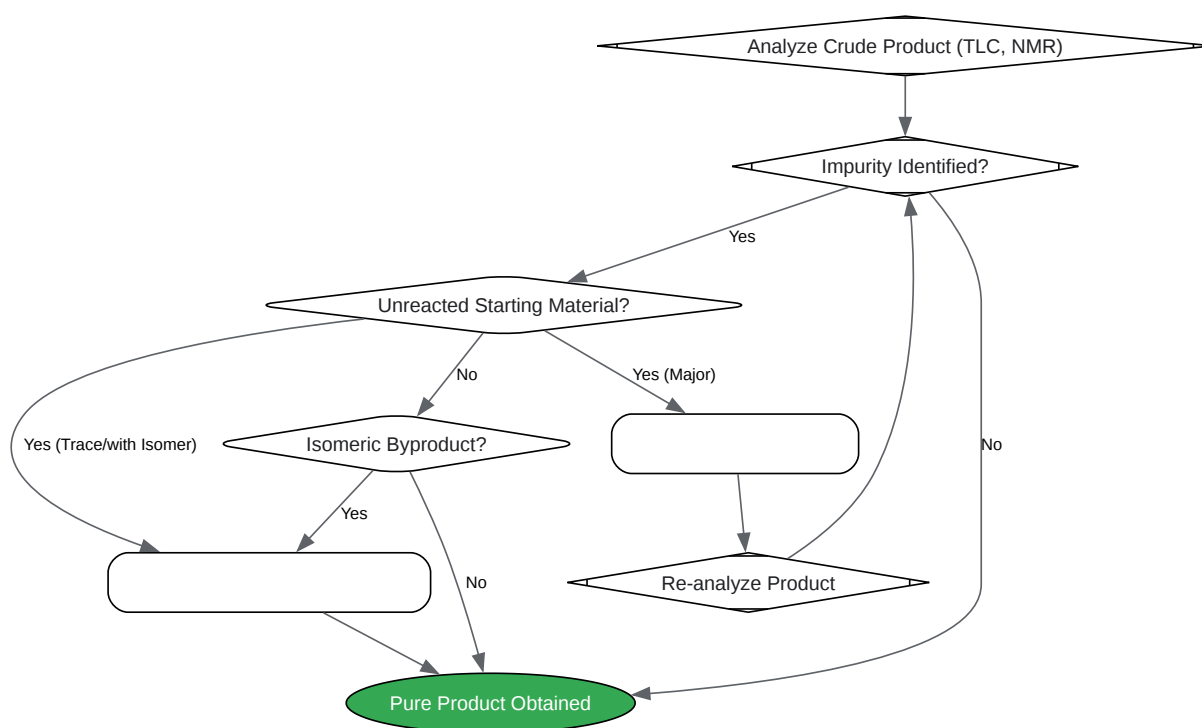 Analyze Crude Product (TLC, NMR)
Impurity Identified?
Yes
Unreacted Starting Material?
No
Yes (Major)
Yes (Trace/with Isomer)
Isomeric Byproduct?
No
Yes
No
Re-analyze Product
Pure Product Obtained